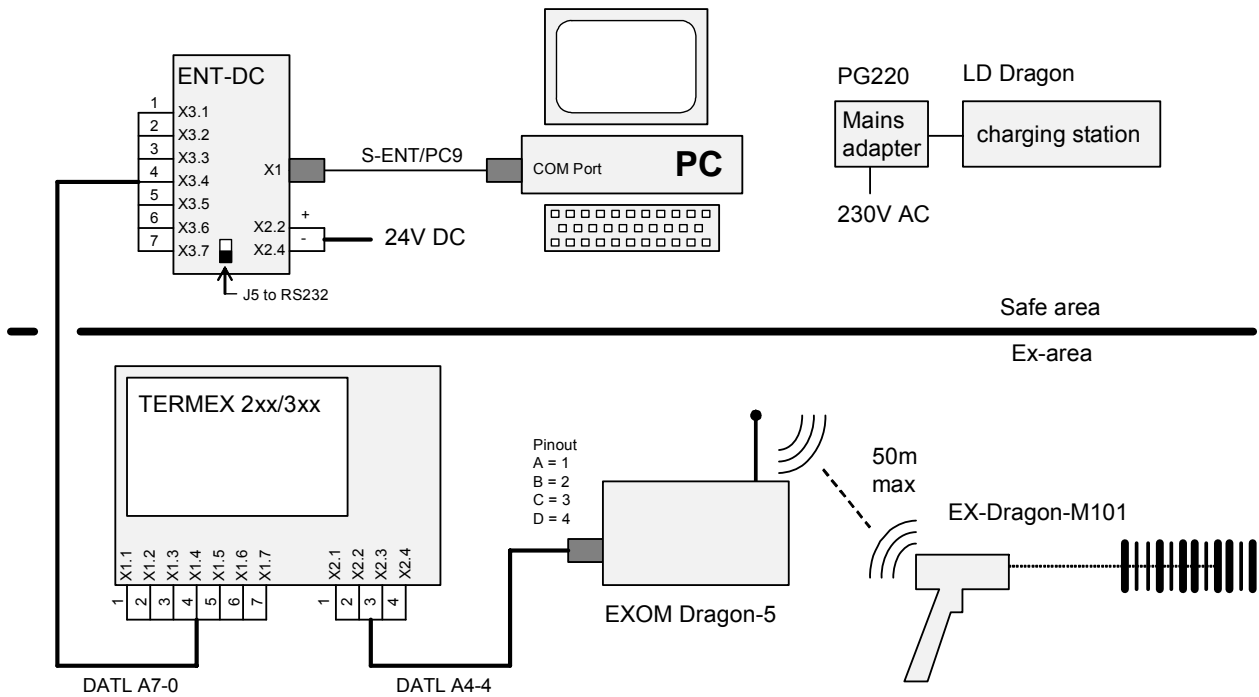 ENT-DC
1 X3.1
2 X3.2
3 X3.3
4 X3.4
5 X3.5
6 X3.6
7 X3.7
X1
X2.2 +
X2.4 -
24V DC
J5 to RS232
S-ENT/PC9
COM Port
PC
PG220
Mains
adapter
230V AC
LD Dragon
charging station
Safe area
Ex-area
TERMEX 2xx/3xx
X1.1 X1.2 X1.3 X1.4 X1.5 X1.6 X1.7
1 2 3 4 5 6 7
X2.1 X2.2 X2.3 X2.4
1 2 3 4
DATL A7-0
DATL A4-4
Pinout
A = 1
B = 2
C = 3
D = 4
EXOM Dragon-5
50m
max
EX-Dragon-M101